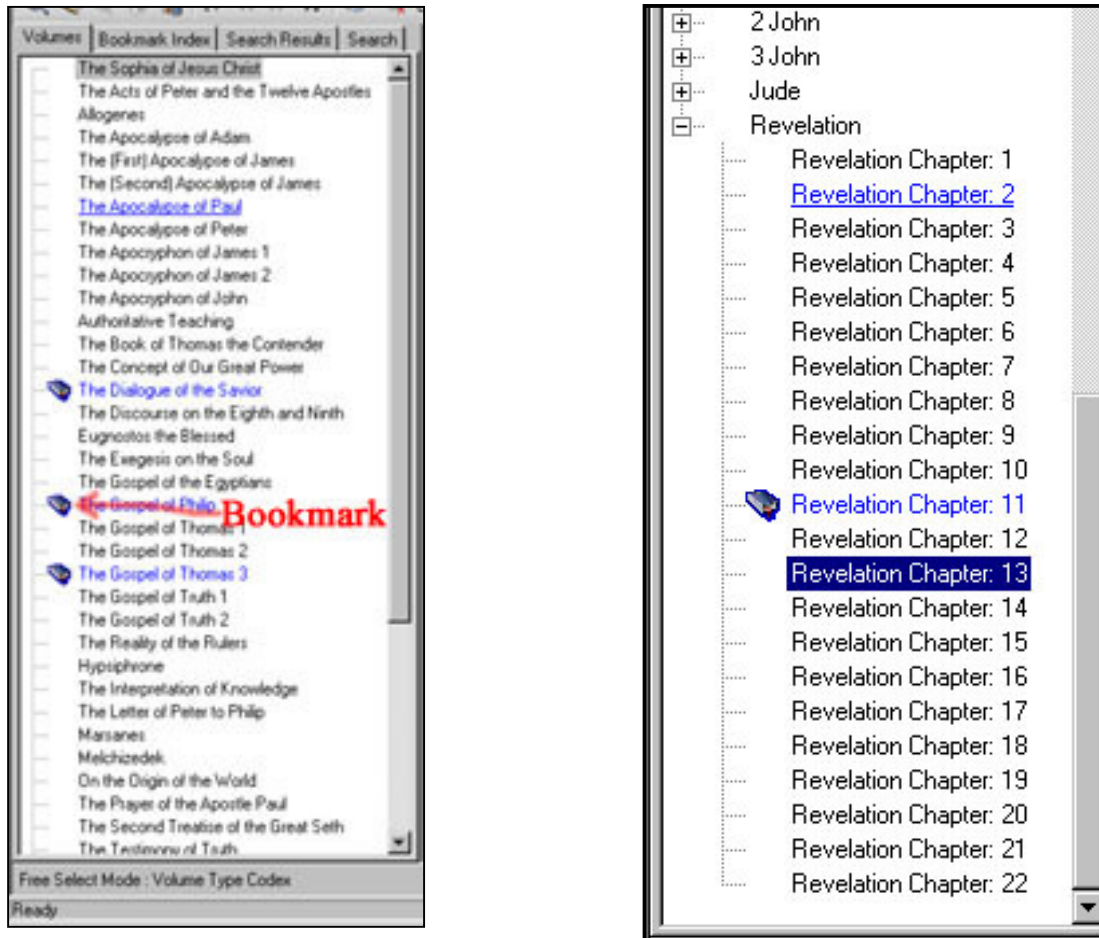 Volumes Bookmark Index Search Results Search
The Sophia of Jesus Christ
The Acts of Peter and the Twelve Apostles
Allogenes
The Apocalypse of Adam
The (First) Apocalypse of James
The (Second) Apocalypse of James
The Apocalypse of Paul
The Apocalypse of Peter
The Apocryphon of James 1
The Apocryphon of James 2
The Apocryphon of John
Authoritative Teaching
The Book of Thomas the Contender
The Concept of Our Great Power
The Dialogue of the Savior
The Discourse on the Eighth and Ninth
Eugnostos the Blessed
The Exegesis on the Soul
The Gospel of the Egyptians
The Gospel of Philip
Bookmark
The Gospel of Thomas 1
The Gospel of Thomas 2
The Gospel of Thomas 3
The Gospel of Truth 1
The Gospel of Truth 2
The Reality of the Rulers
Hypsiphrone
The Interpretation of Knowledge
The Letter of Peter to Philip
Marsanes
Melchizedek
On the Origin of the World
The Prayer of the Apostle Paul
The Second Treatise of the Great Seth
The Testimony of Truth
Free Select Mode : Volume Type Codex
Ready
2 John
3 John
Jude
Revelation
Revelation Chapter: 1
Revelation Chapter: 2
Revelation Chapter: 3
Revelation Chapter: 4
Revelation Chapter: 5
Revelation Chapter: 6
Revelation Chapter: 7
Revelation Chapter: 8
Revelation Chapter: 9
Revelation Chapter: 10
Revelation Chapter: 11
Revelation Chapter: 12
Revelation Chapter: 13
Revelation Chapter: 14
Revelation Chapter: 15
Revelation Chapter: 16
Revelation Chapter: 17
Revelation Chapter: 18
Revelation Chapter: 19
Revelation Chapter: 20
Revelation Chapter: 21
Revelation Chapter: 22